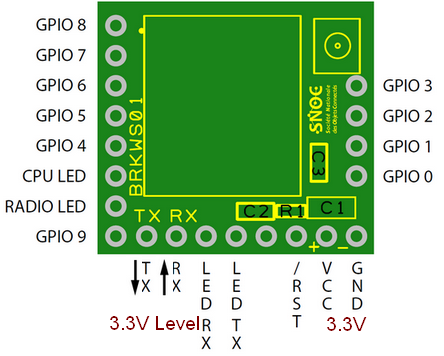 GPIO 8
GPIO 7
GPIO 6
GPIO 5
GPIO 4
CPU LED
RADIO LED
GPIO 9
BRKWS01
SNOC
Société Nationale
des Objets Connectés
GPIO 3
GPIO 2
GPIO 1
GPIO 0
C3
TX RX
C2 R1 C1
+ -
TX
RX
LED RX
LED TX
/RST
VCC
GND
3.3V Level
3.3V